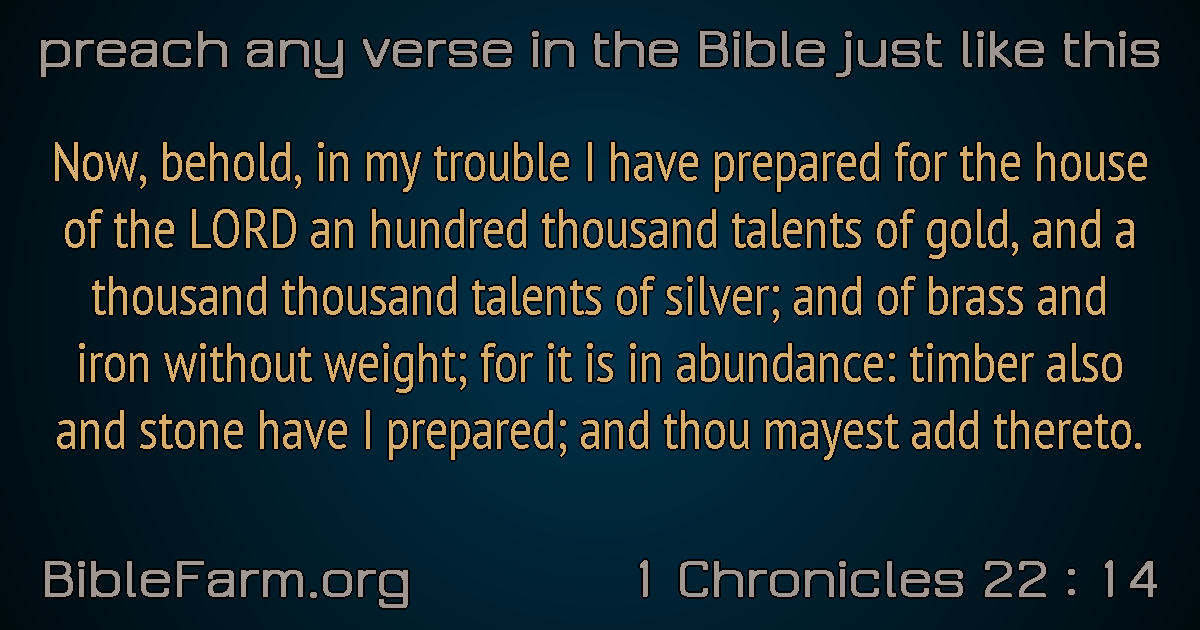 preach any verse in the Bible just like this
Now, behold, in my trouble I have prepared for the house
of the LORD an hundred thousand talents of gold, and a
thousand thousand talents of silver; and of brass and
iron without weight; for it is in abundance: timber also
and stone have I prepared; and thou mayest add thereto.
BibleFarm.org
1 Chronicles 22 : 14